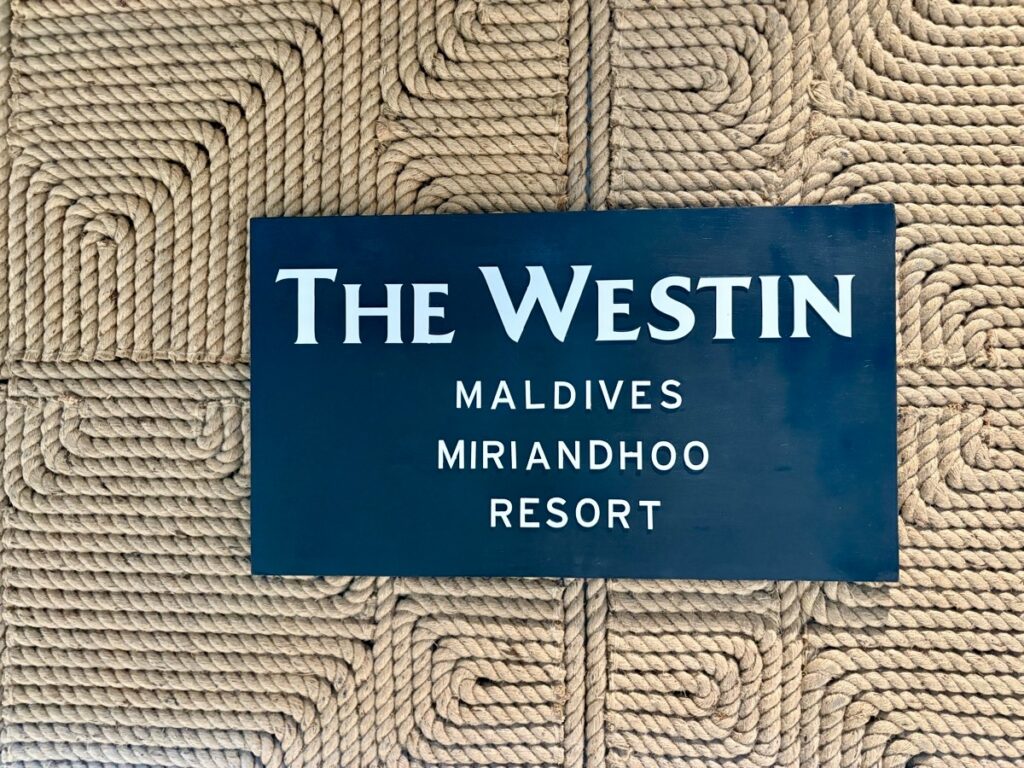 THE WESTIN
MALDIVES
MIRIANDHOO
RESORT